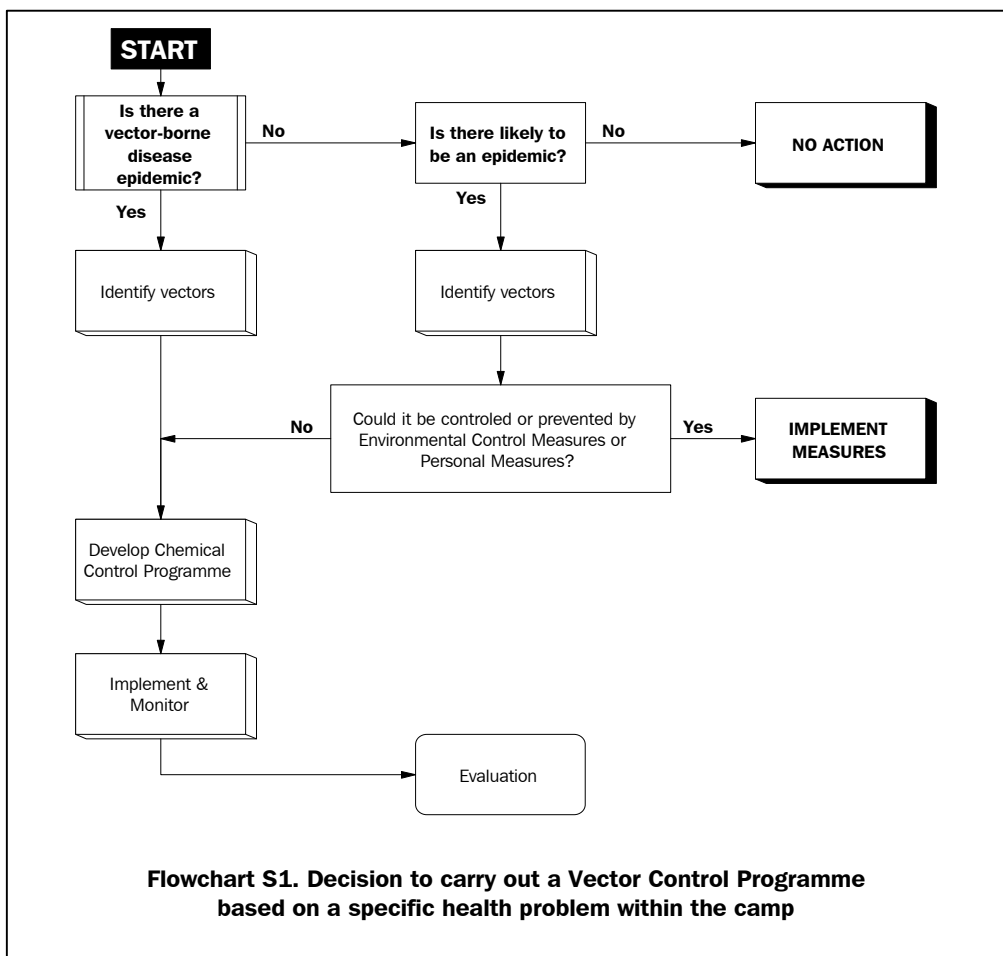 START
Is there a
vector-borne
disease
epidemic?
No
Is there likely to
be an epidemic?
No
NO ACTION
Yes
Yes
Identify vectors
Identify vectors
No
Could it be controled or prevented by
Environmental Control Measures or
Personal Measures?
Yes
IMPLEMENT
MEASURES
Develop Chemical
Control Programme
Implement &
Monitor
Evaluation
Flowchart S1. Decision to carry out a Vector Control Programme
based on a specific health problem within the camp